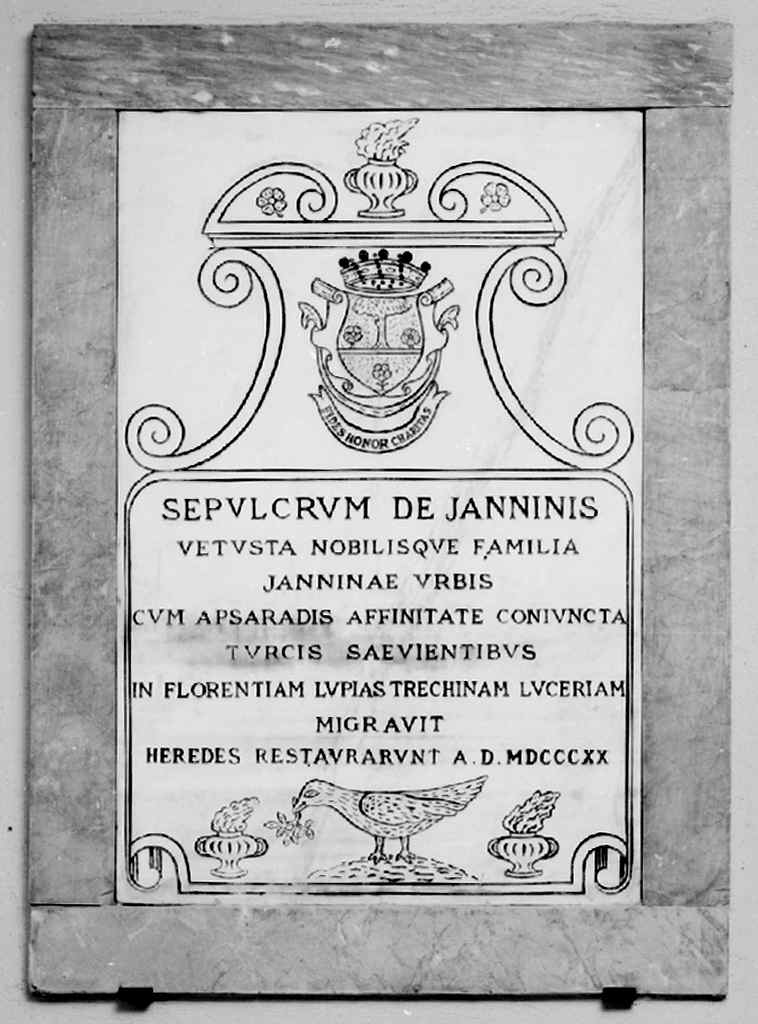 FIDES HONOR CHARITAS
SEPVLCRVM DE JANNINIS
VETVSTA NOBILISQVE FAMILIA
JANNINAE VRBIS
CVM APSARADIS AFFINITATE CONIVNCTA
TVRCIS SAEVIENTIBVS
IN FLORENTIAM LVPIAS TRECHINAM LVCERIAM
MIGRAVIT
HEREDES RESTAVRARVNT A.D. MDCCCXX